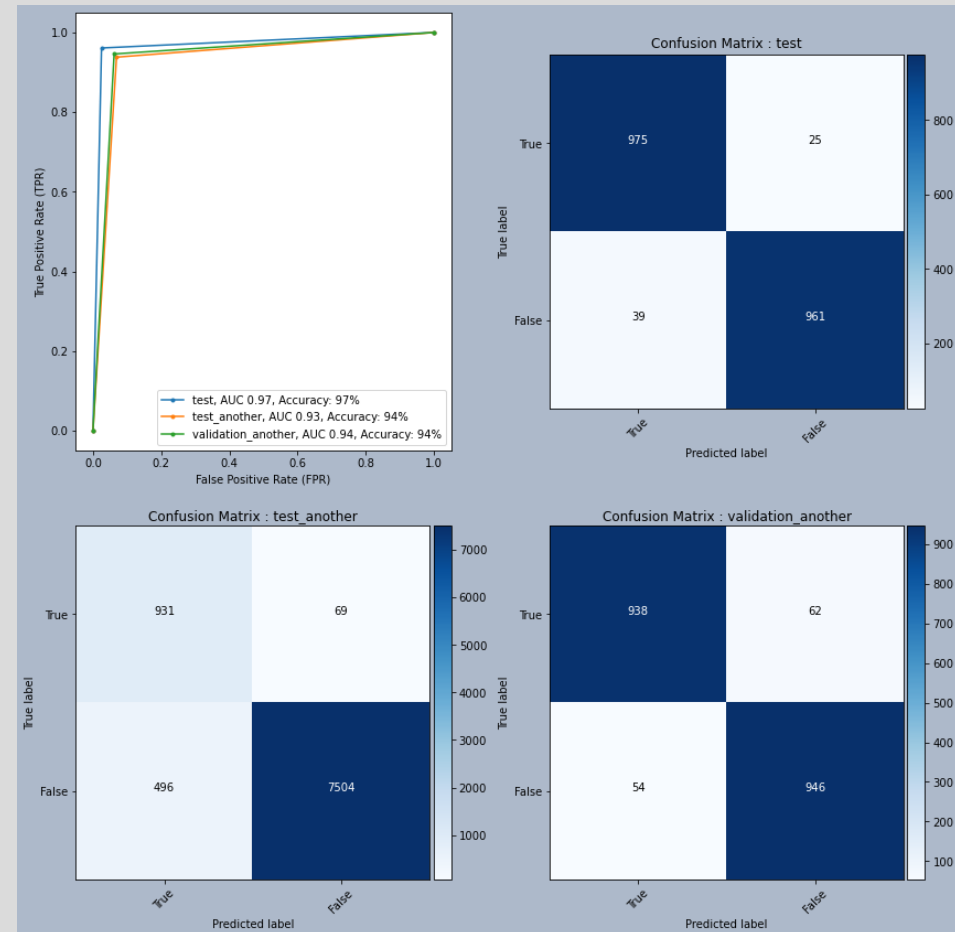 1.0
0.8
0.6
0.4
0.2
0.0
True Positive Rate (TPR)
test, AUC 0.97, Accuracy: 97%
test_another, AUC 0.93, Accuracy: 94%
validation_another, AUC 0.94, Accuracy: 94%
0.0 0.2 0.4 0.6 0.8 1.0
False Positive Rate (FPR)
Confusion Matrix : test
True label
True
975 25
False
39 961
True False
Predicted label
800
600
400
200
Confusion Matrix : test_another
True label
True
931 69
False
496 7504
True False
Predicted label
7000
6000
5000
4000
3000
2000
1000
Confusion Matrix : validation_another
True label
True
938 62
False
54 946
True False
Predicted label
900
800
700
600
500
400
300
200
100